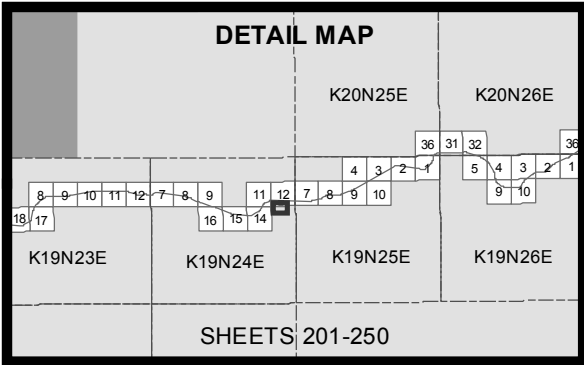 DETAIL MAP
K20N25E K20N26E
36 31 32 36
4 3 2 1 5 4 3 2 1
8 9 10 11 12 7 8 9 11 12 7 8 9 10 9 10
18 17 16 15 14
K19N23E K19N24E K19N25E K19N26E
SHEETS 201-250